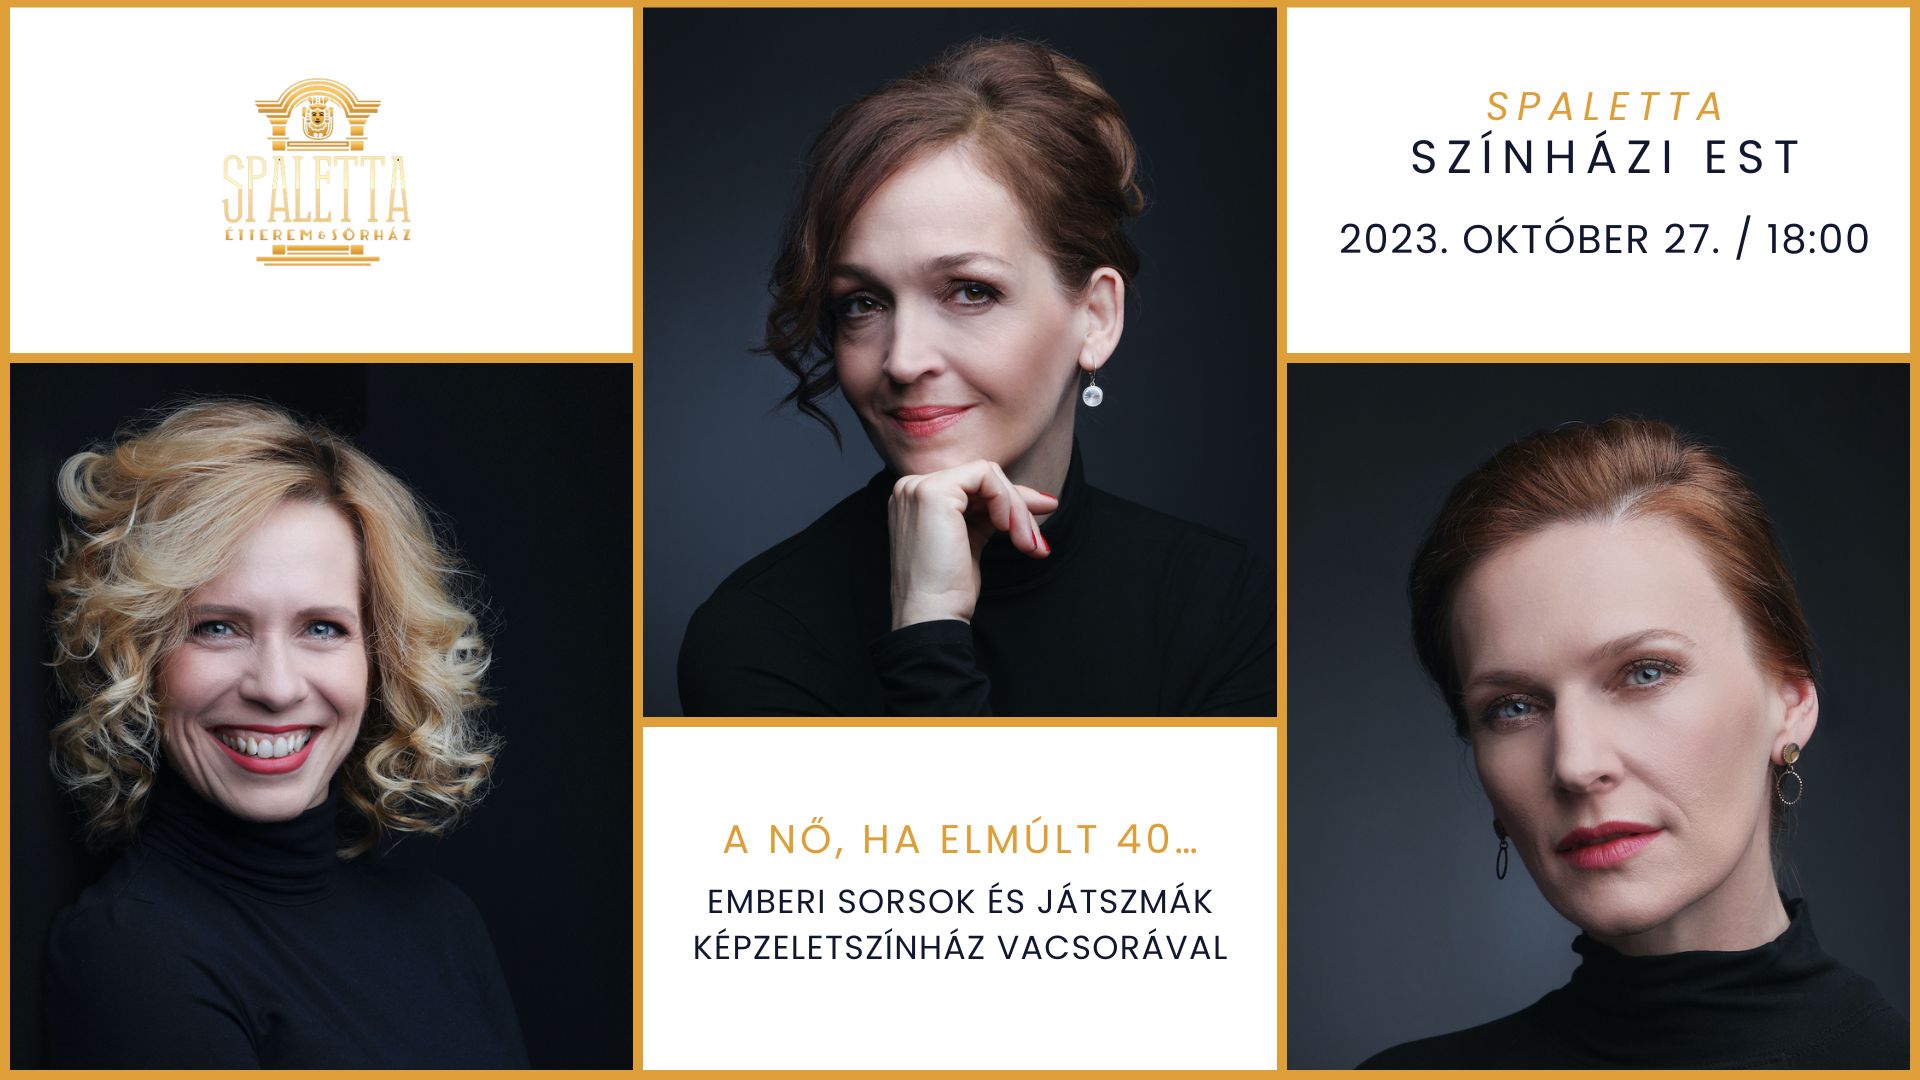 SPALETTA
ÉTTEREM & SÖRHÁZ
SPALETTA
SZÍNHÁZI EST
2023. OKTÓBER 27. / 18:00
A NŐ, HA ELMÚLT 40...
EMBERI SORSOK ÉS JÁTSZMÁK
KÉPZELETSZÍNHÁZ VACSORÁVAL